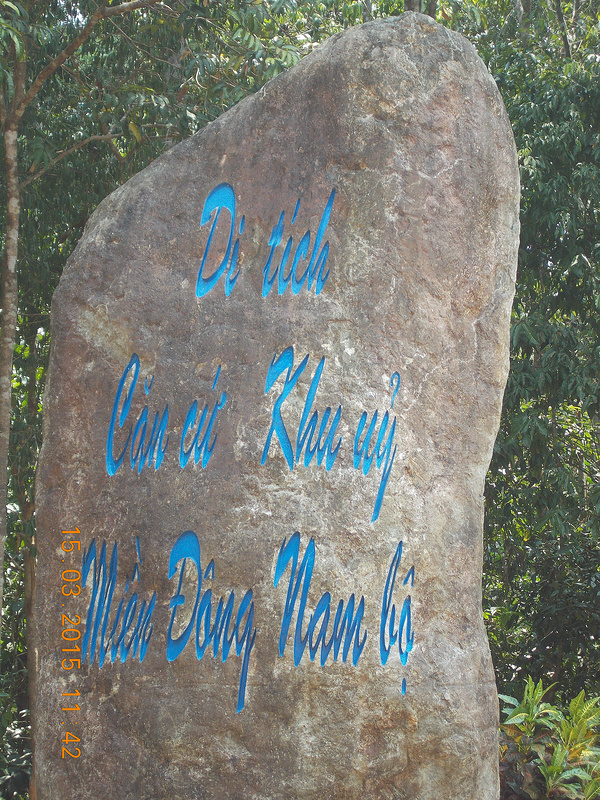 Di tích
Căn cứ Khu uỷ
Miền Đông Nam bộ
15.03.2015 11:42